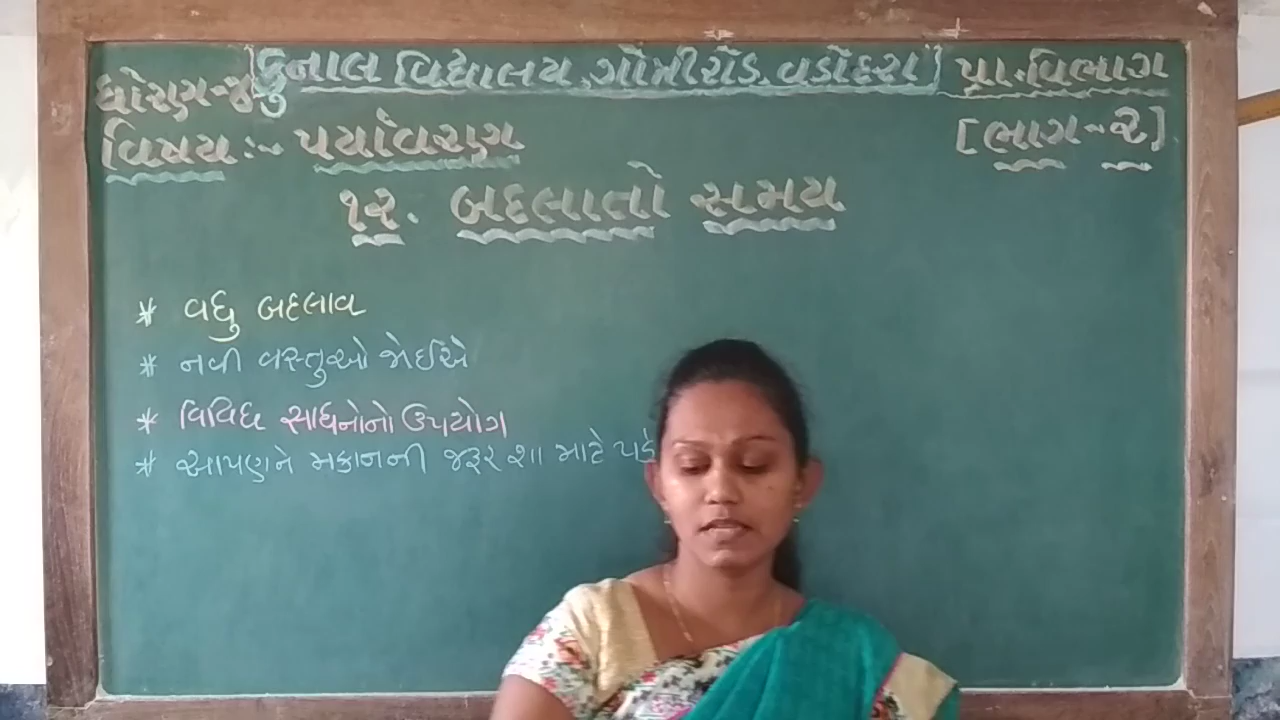 [કુનાલ વિદ્યાલય, ગોત્રીરોડ, વડોદરા] પ્રા. વિભાગ
ધોરણ-૪
વિષય :- પર્યાવરણ [ભાગ-૨]
૧૨. બદલાતો સમય
* વધુ બદલાવ
* નવી વસ્તુઓ જોઈએ
* વિવિધ સાધનોનો ઉપયોગ
* આપણને મકાનની જરૂર શા માટે પડે